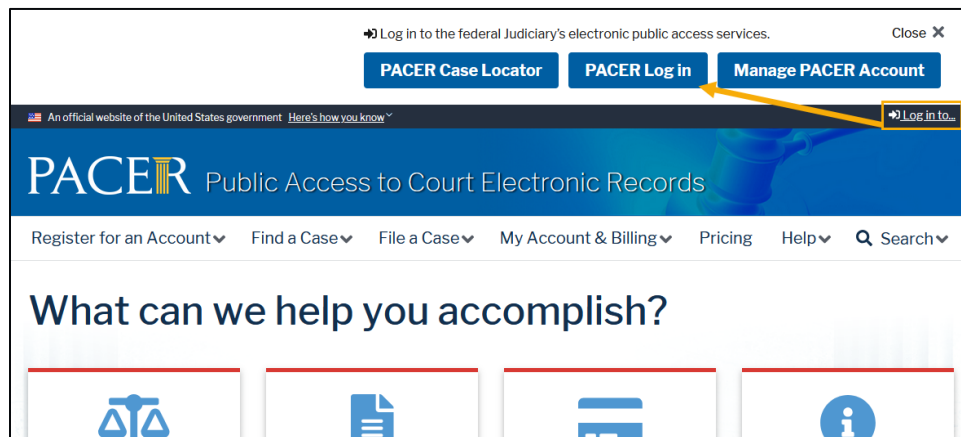 Log in to the federal Judiciary's electronic public access services.
Close
PACER Case Locator
PACER Log in
Manage PACER Account
An official website of the United States government Here's how you know
Log in to...
PACER Public Access to Court Electronic Records
Register for an Account
Find a Case
File a Case
My Account & Billing
Pricing
Help
Search
What can we help you accomplish?